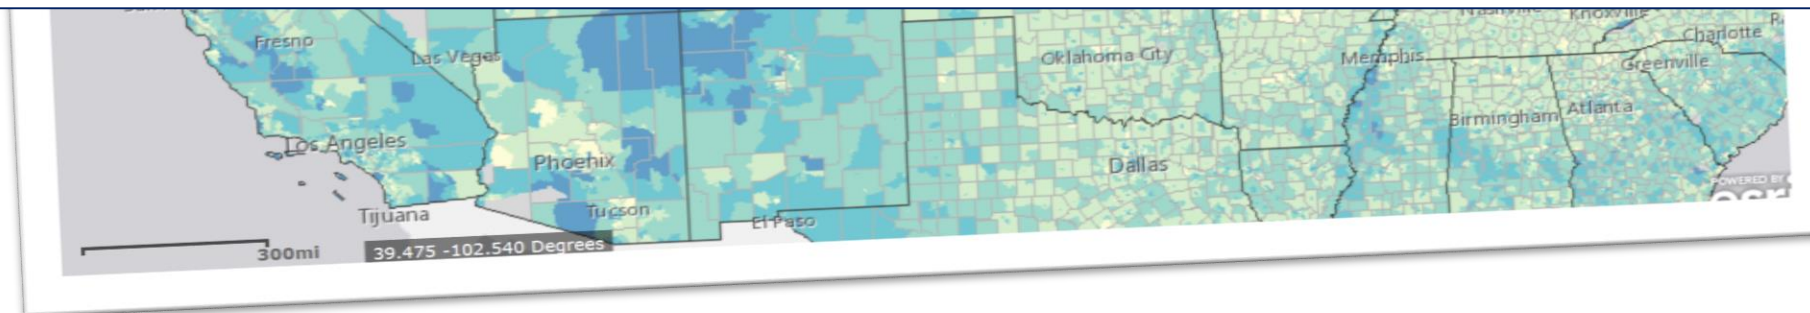 Fresno
Las Vegas
Oklahoma City
Memphis
Knoxville
Charlotte
Greenville
Los Angeles
Phoenix
Dallas
Birmingham
Atlanta
Tijuana
Tucson
El Paso
300mi
39.475 -102.540 Degrees
POWERED BY
esri